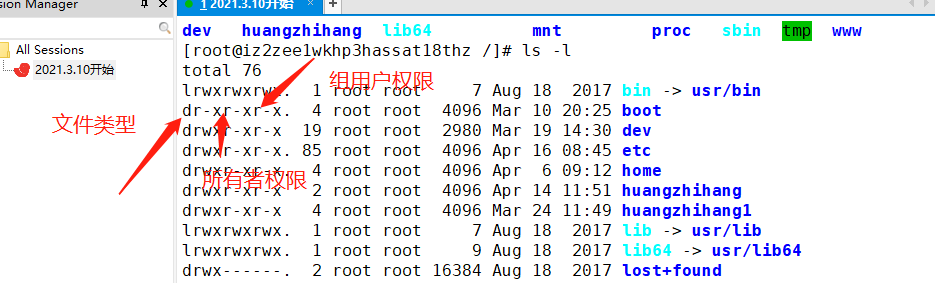 sion Manager
1 2021.3.10开始
All Sessions
2021.3.10开始
dev huangzhihang lib64 mnt proc sbin tmp www
[root@iz2zee1wkhp3hassat18thz /]# ls -l
total 76
lrwxrwxrwx. 1 root root 7 Aug 18 2017 bin -> usr/bin
组用户权限
dr-xr-xr-x. 4 root root 4096 Mar 10 20:25 boot
文件类型
drwxr-xr-x 19 root root 2980 Mar 19 14:30 dev
drwxr-xr-x. 85 root root 4096 Apr 16 08:45 etc
drwxr-xr-x. 4 root root 4096 Apr 6 09:12 home
所有者权限
drwxr-xr-x 2 root root 4096 Apr 14 11:51 huangzhihang
drwxr-xr-x 4 root root 4096 Mar 24 11:49 huangzhihang1
lrwxrwxrwx. 1 root root 7 Aug 18 2017 lib -> usr/lib
lrwxrwxrwx. 1 root root 9 Aug 18 2017 lib64 -> usr/lib64
drwx------. 2 root root 16384 Aug 18 2017 lost+found